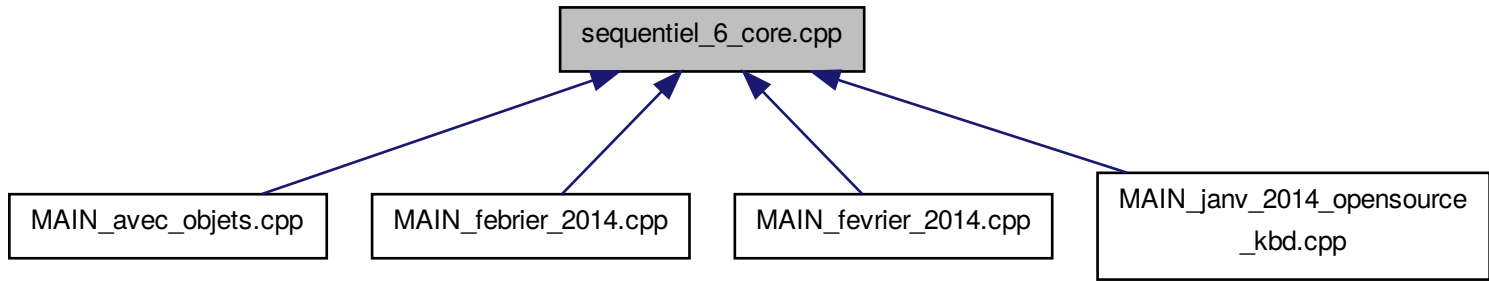 sequentiel_6_core.cpp
MAIN_avec_objets.cpp
MAIN_febrier_2014.cpp
MAIN_fevrier_2014.cpp
MAIN_janv_2014_opensource
_kbd.cpp